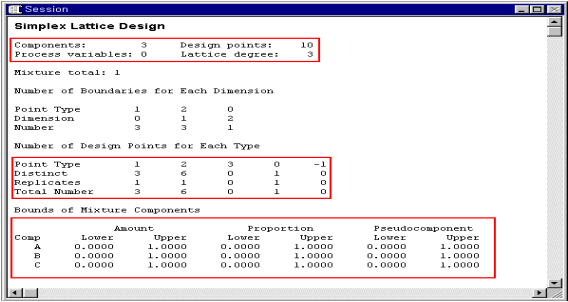 Session
Simplex Lattice Design
Components: 3 Design points: 10
Process variables: 0 Lattice degree: 3
Mixture total: 1
Number of Boundaries for Each Dimension
Point Type 1 2 0
Dimension 0 1 2
Number 3 3 1
Number of Design Points for Each Type
Point Type 1 2 3 0 -1
Distinct 3 6 0 1 0
Replicates 1 1 0 1 0
Total Number 3 6 0 1 0
Bounds of Mixture Components
Amount Proportion Pseudocomponent
Comp Lower Upper Lower Upper Lower Upper
A 0.0000 1.0000 0.0000 1.0000 0.0000 1.0000
B 0.0000 1.0000 0.0000 1.0000 0.0000 1.0000
C 0.0000 1.0000 0.0000 1.0000 0.0000 1.0000